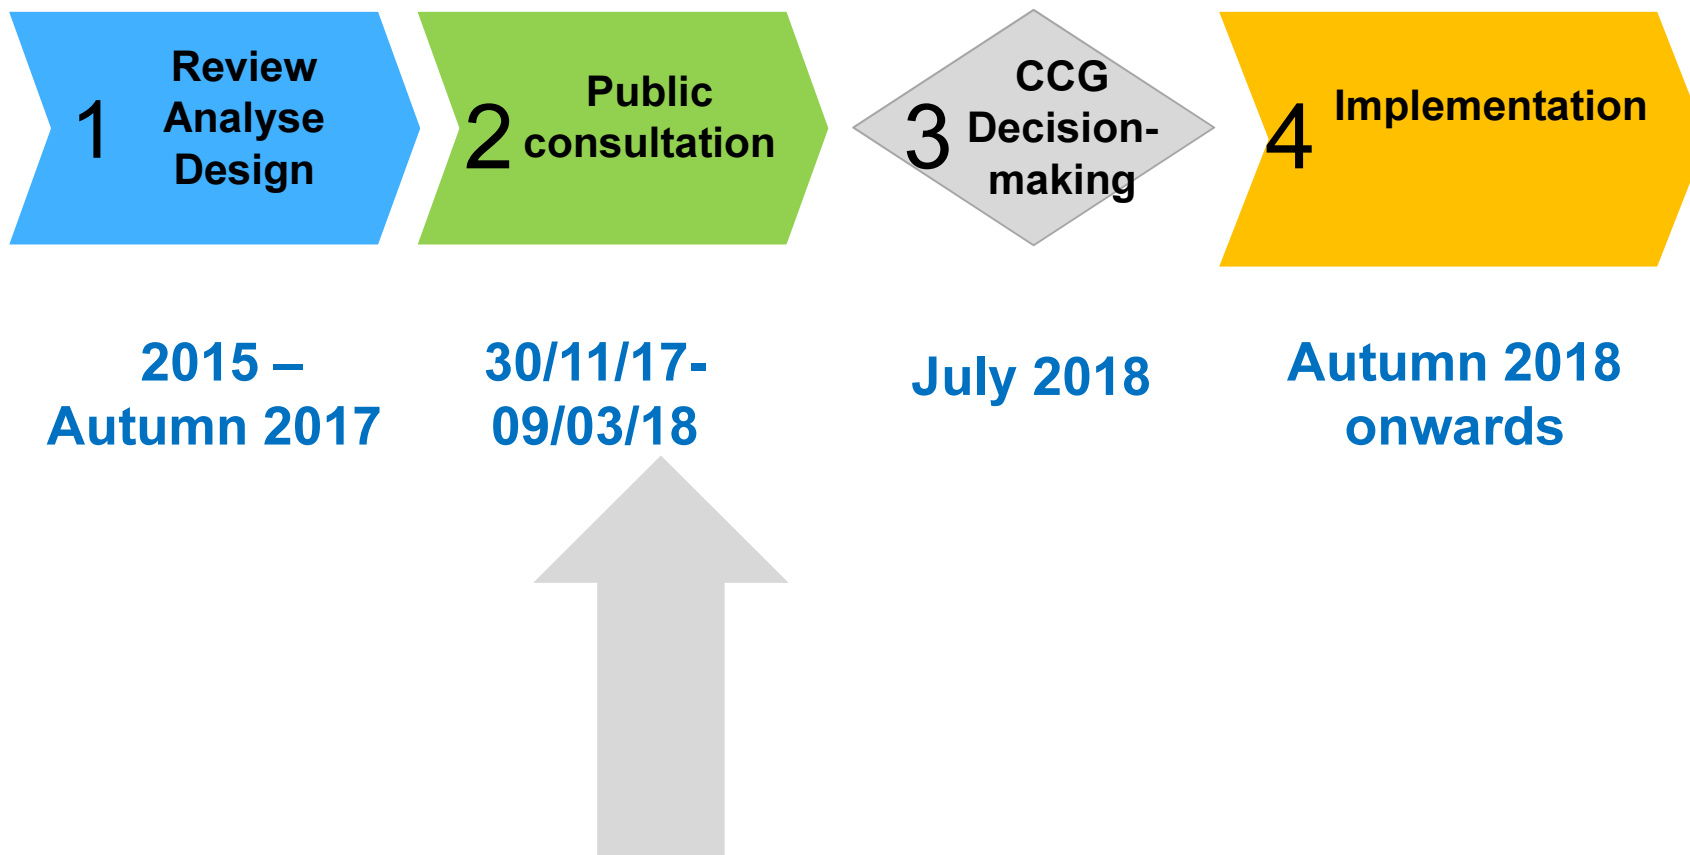 1
Review
Analyse
Design
2
Public
consultation
3
CCG
Decision-
making
4
Implementation
2015 –
Autumn 2017
30/11/17-
09/03/18
July 2018
Autumn 2018
onwards